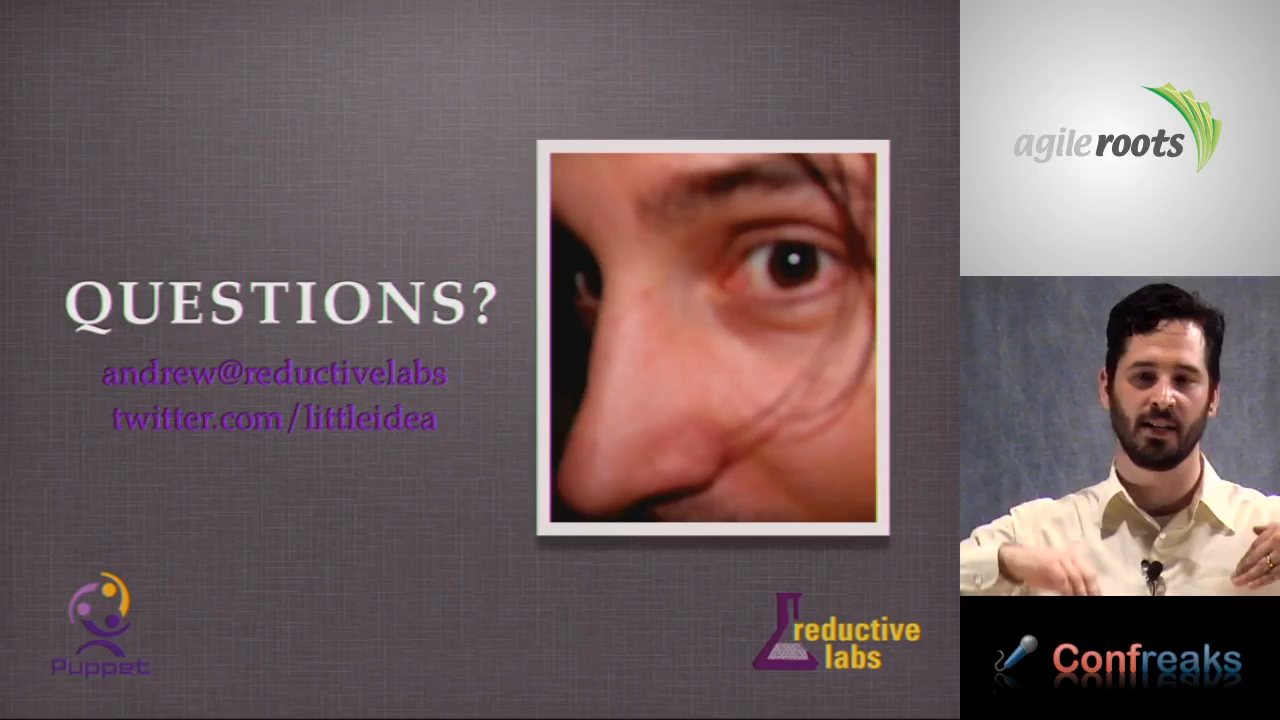 QUESTIONS?
andrew@reductivelabs
twitter.com/littleidea
Puppet
reductive
labs
agile roots
Confreaks